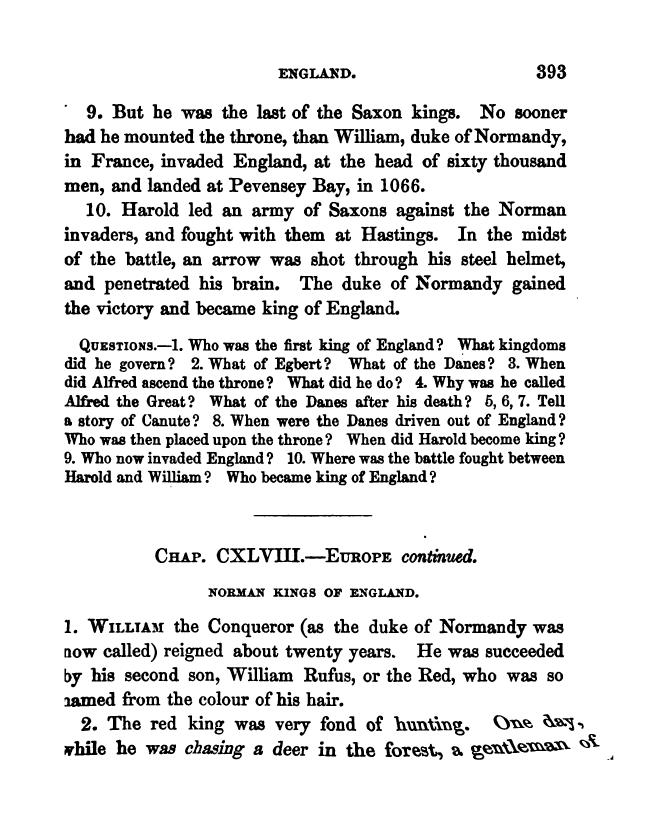 ENGLAND. 393
9. But he was the last of the Saxon kings. No sooner
had he mounted the throne, than William, duke of Normandy,
in France, invaded England, at the head of sixty thousand
men, and landed at Pevensey Bay, in 1066.
10. Harold led an army of Saxons against the Norman
invaders, and fought with them at Hastings. In the midst
of the battle, an arrow was shot through his steel helmet,
and penetrated his brain. The duke of Normandy gained
the victory and became king of England.
QUESTIONS.—1. Who was the first king of England? What kingdoms
did he govern? 2. What of Egbert? What of the Danes? 3. When
did Alfred ascend the throne? What did he do? 4. Why was he called
Alfred the Great? What of the Danes after his death? 5, 6, 7. Tell
a story of Canute? 8. When were the Danes driven out of England?
Who was then placed upon the throne? When did Harold become king?
9. Who now invaded England? 10. Where was the battle fought between
Harold and William? Who became king of England?
CHAP. CXLVIII.—EUROPE continued.
NORMAN KINGS OF ENGLAND.
1. WILLIAM the Conqueror (as the duke of Normandy was
now called) reigned about twenty years. He was succeeded
by his second son, William Rufus, or the Red, who was so
named from the colour of his hair.
2. The red king was very fond of hunting. One day,
while he was chasing a deer in the forest, a gentleman of